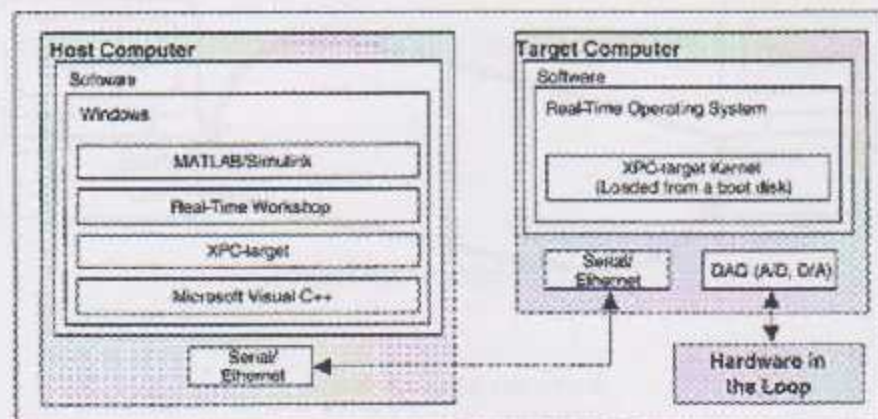 Host Computer
Software
Windows
MATLAB/Simulink
Real-Time Workshop
XPC-target
Microsoft Visual C++
Serial/
Ethernet
Target Computer
Software
Real-Time Operating System
XPC-target Kernel
(Loaded from a boot disk)
Serial/
Ethernet
DAQ (A/D, D/A)
Hardware in
the Loop